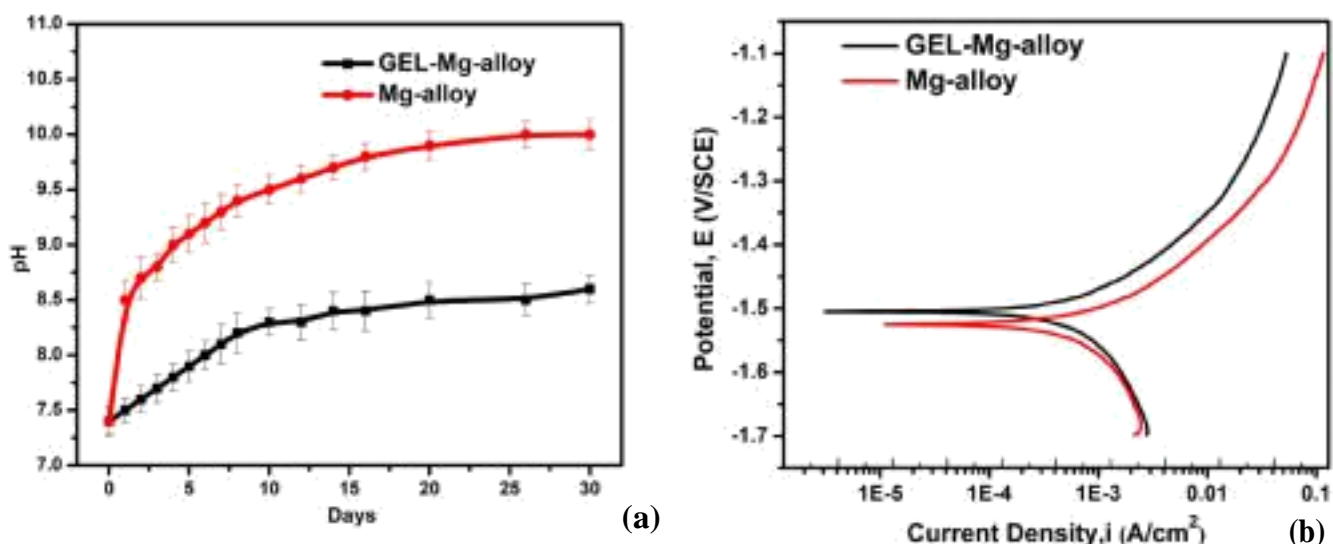 11.0
10.5
10.0
9.5
9.0
8.5
8.0
7.5
7.0
pH
GEL-Mg-alloy
Mg-alloy
0 5 10 15 20 25 30
Days
(a)
GEL-Mg-alloy
Mg-alloy
-1.1
-1.2
-1.3
-1.4
-1.5
-1.6
-1.7
Potential, E (V/SCE)
1E-5 1E-4 1E-3 0.01 0.1
Current Density,i (A/cm²)
(b)